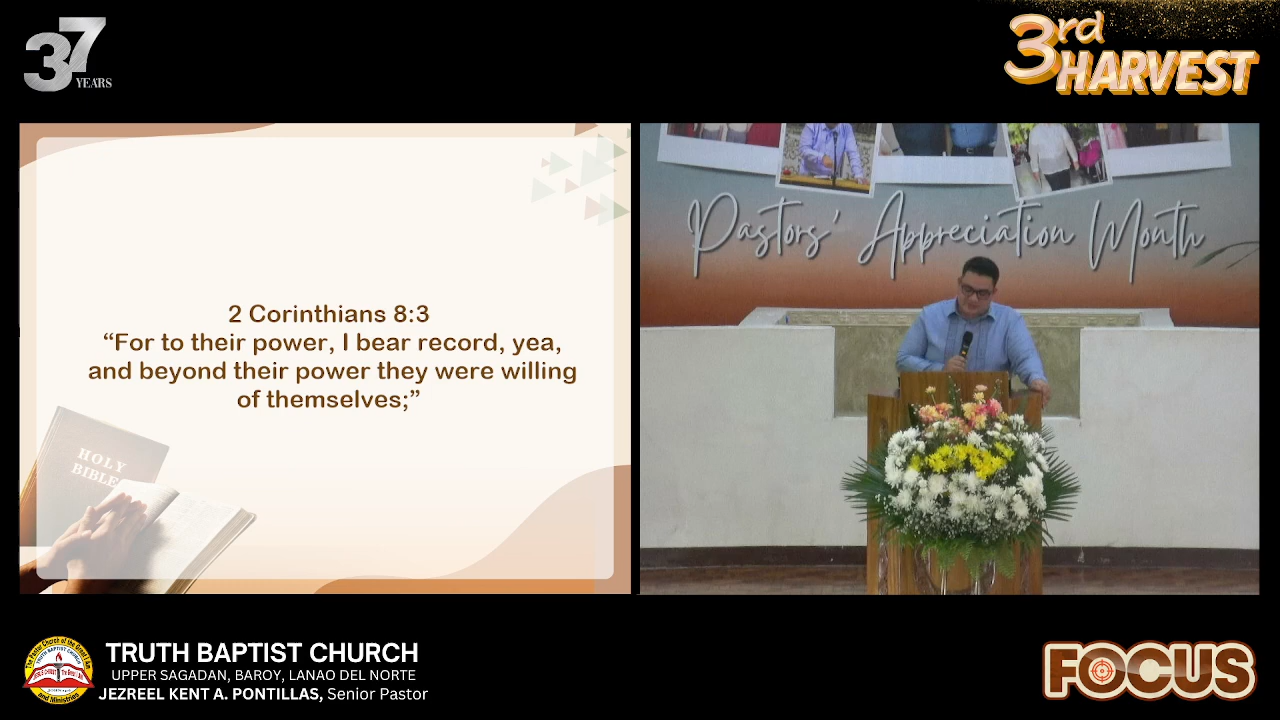 37
YEARS
3rd
HARVEST
Pastors' Appreciation Month
2 Corinthians 8:3
“For to their power, I bear record, yea,
and beyond their power they were willing
of themselves;”
HOLY
BIBLE
TRUTH BAPTIST CHURCH
UPPER SAGADAN, BAROY, LANAO DEL NORTE
JEZREEL KENT A. PONTILLAS, Senior Pastor
FOCUS